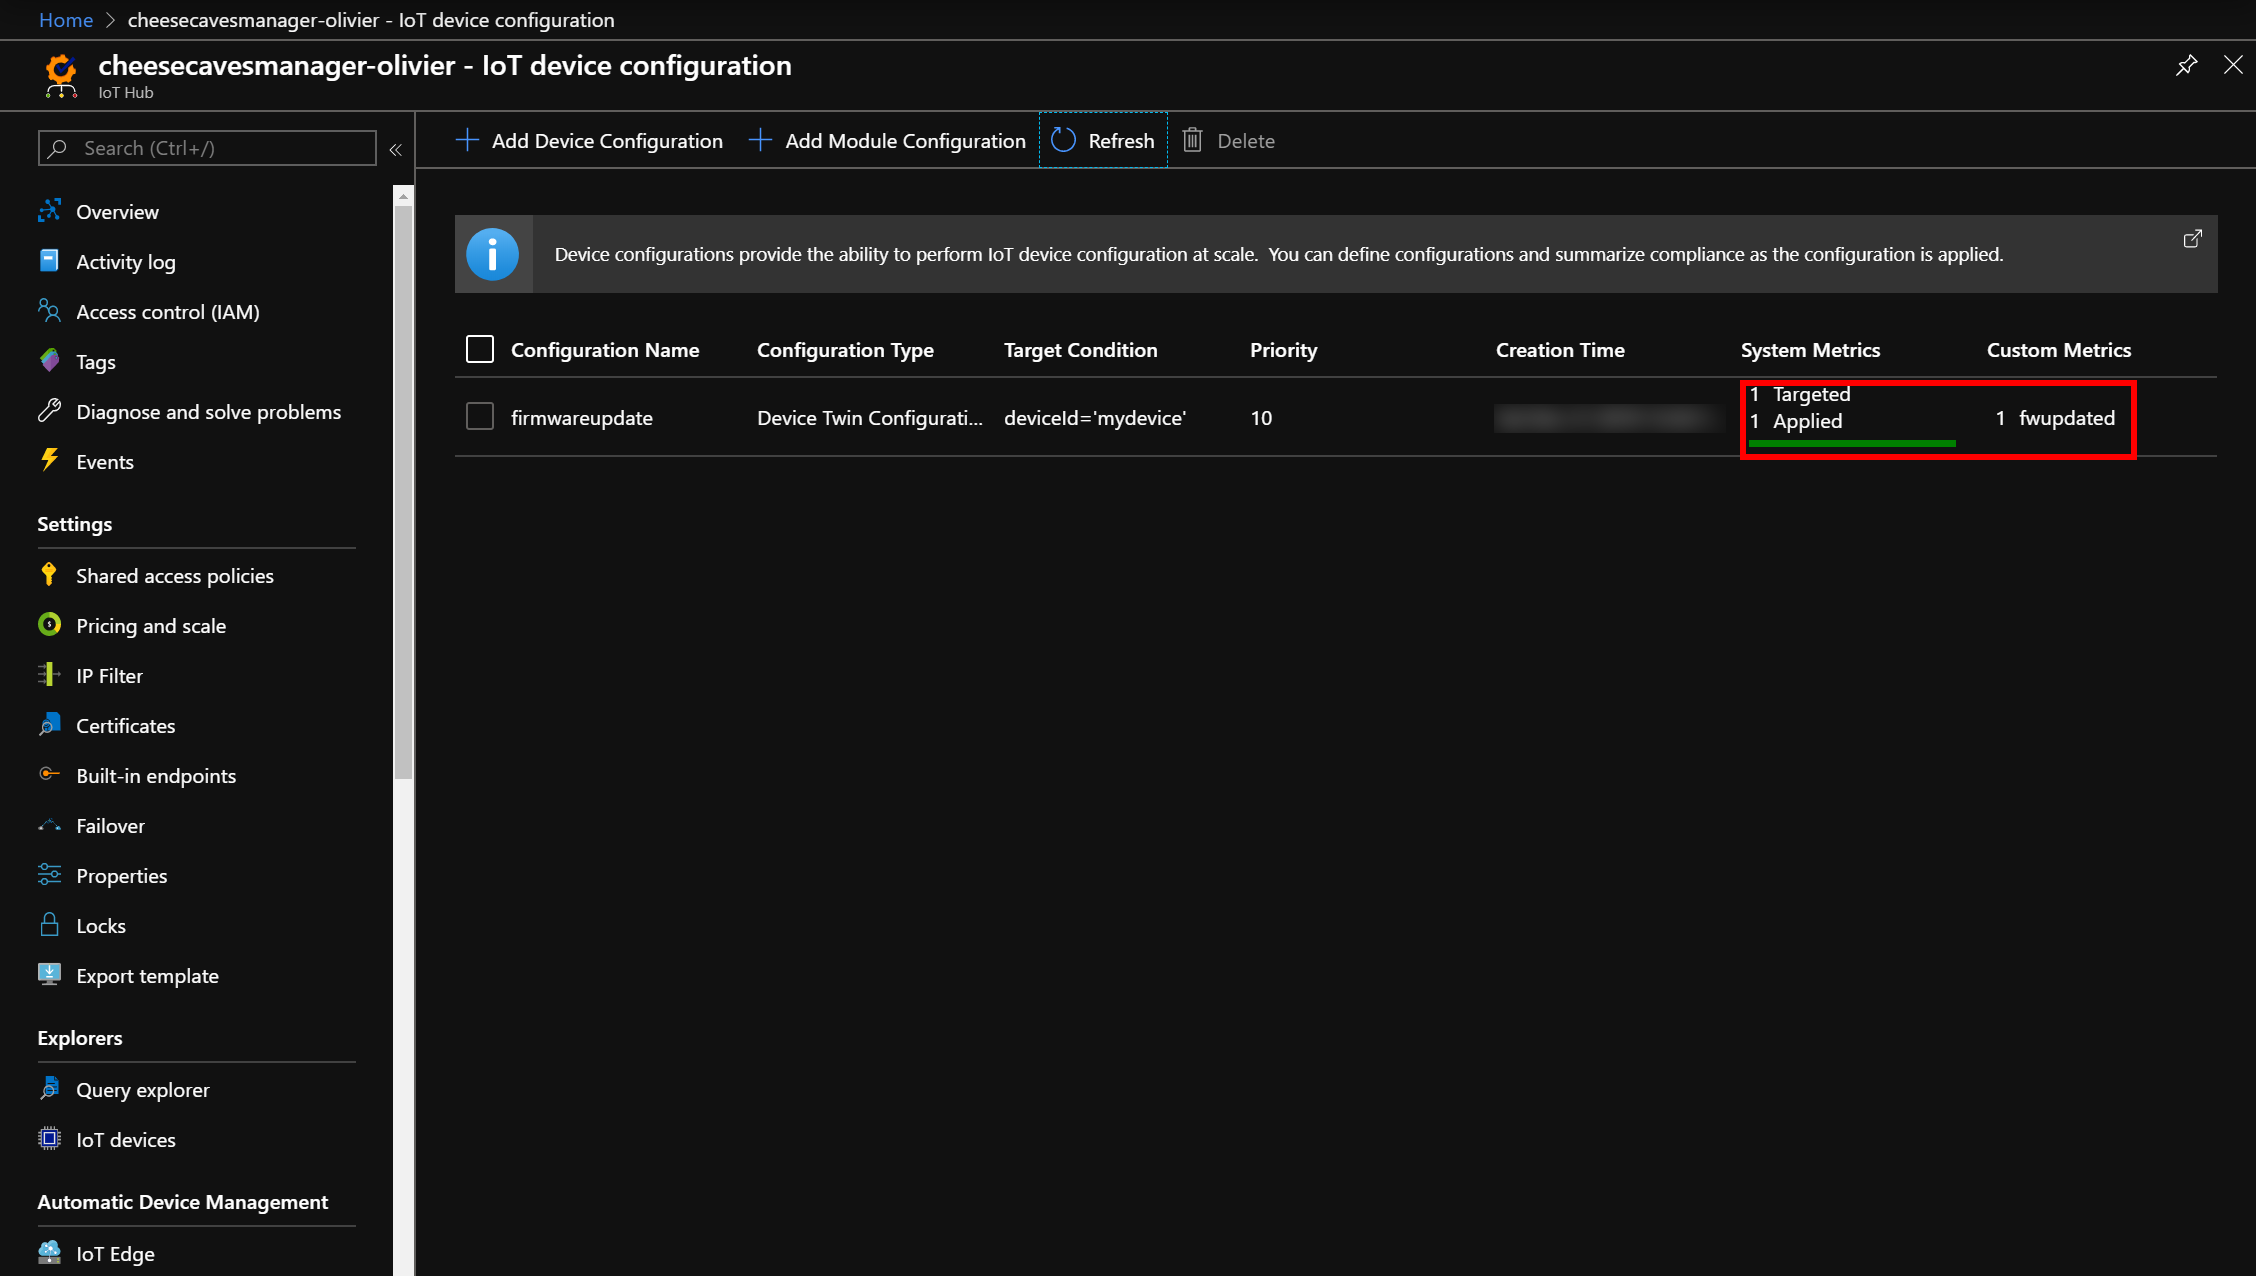 Home > cheesecavesmanager-olivier - IoT device configuration
cheesecavesmanager-olivier - IoT device configuration
IoT Hub
Search (Ctrl+/)
Overview
Activity log
Access control (IAM)
Tags
Diagnose and solve problems
Events
Settings
Shared access policies
Pricing and scale
IP Filter
Certificates
Built-in endpoints
Failover
Properties
Locks
Export template
Explorers
Query explorer
IoT devices
Automatic Device Management
IoT Edge
Add Device Configuration Add Module Configuration Refresh Delete
Device configurations provide the ability to perform IoT device configuration at scale. You can define configurations and summarize compliance as the configuration is applied.
Configuration Name Configuration Type Target Condition Priority Creation Time System Metrics Custom Metrics
firmwareupdate Device Twin Configurati... deviceId='mydevice' 10
1 Targeted
1 Applied
1 fwupdated